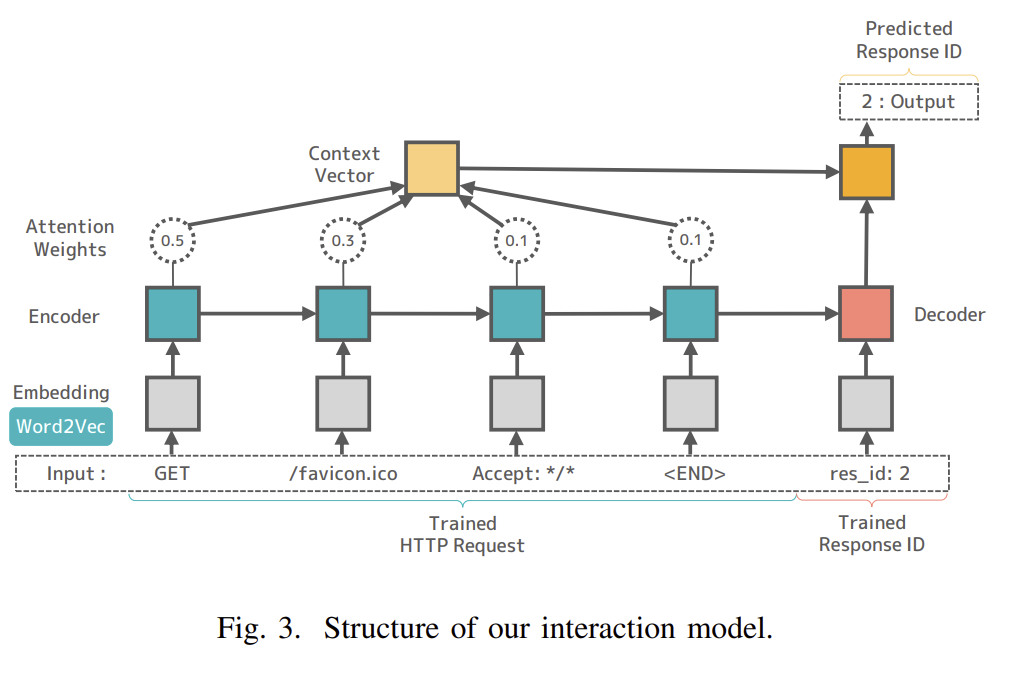 Predicted
Response ID
2 : Output
Context
Vector
Attention
Weights
0.5
0.3
0.1
0.1
Encoder
Decoder
Embedding
Word2Vec
Input : GET /favicon.ico Accept: */* <END> res_id: 2
Trained
HTTP Request
Trained
Response ID
Fig. 3. Structure of our interaction model.